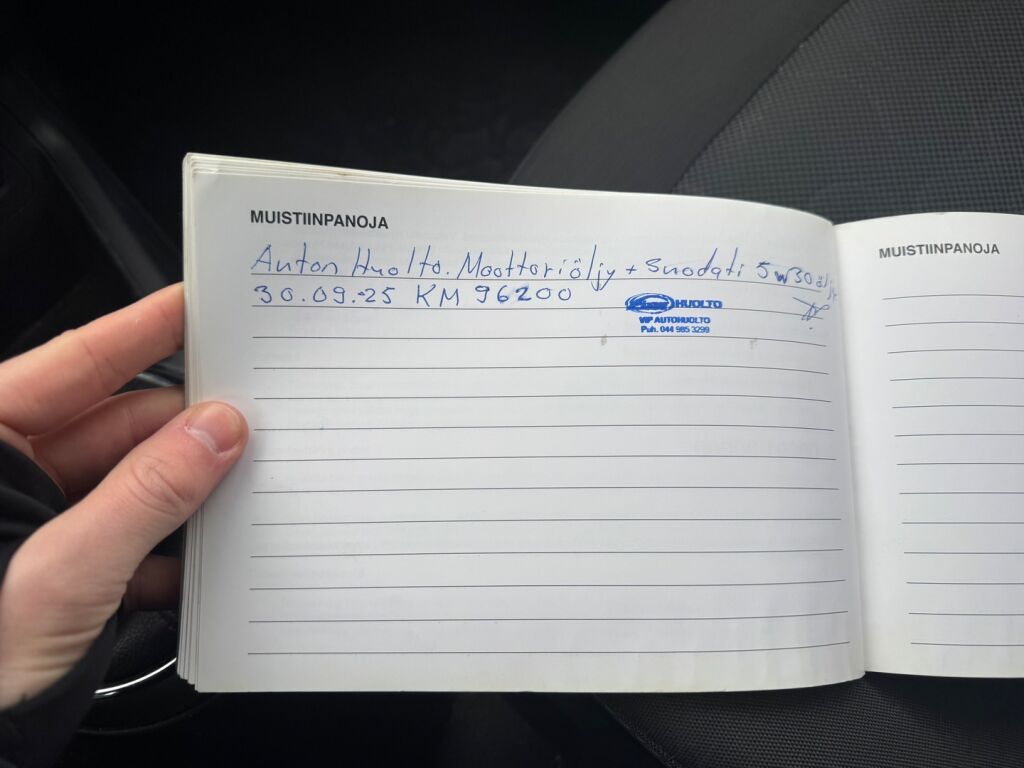 MUISTIINPANOJA
Auton Huolto. Moottoriöljy + Suodati 5w30 öljy
30.09.25 KM 96200
HUOLTO
VIP AUTOHUOLTO
Puh. 044 985 3299
MUISTIINPANOJA